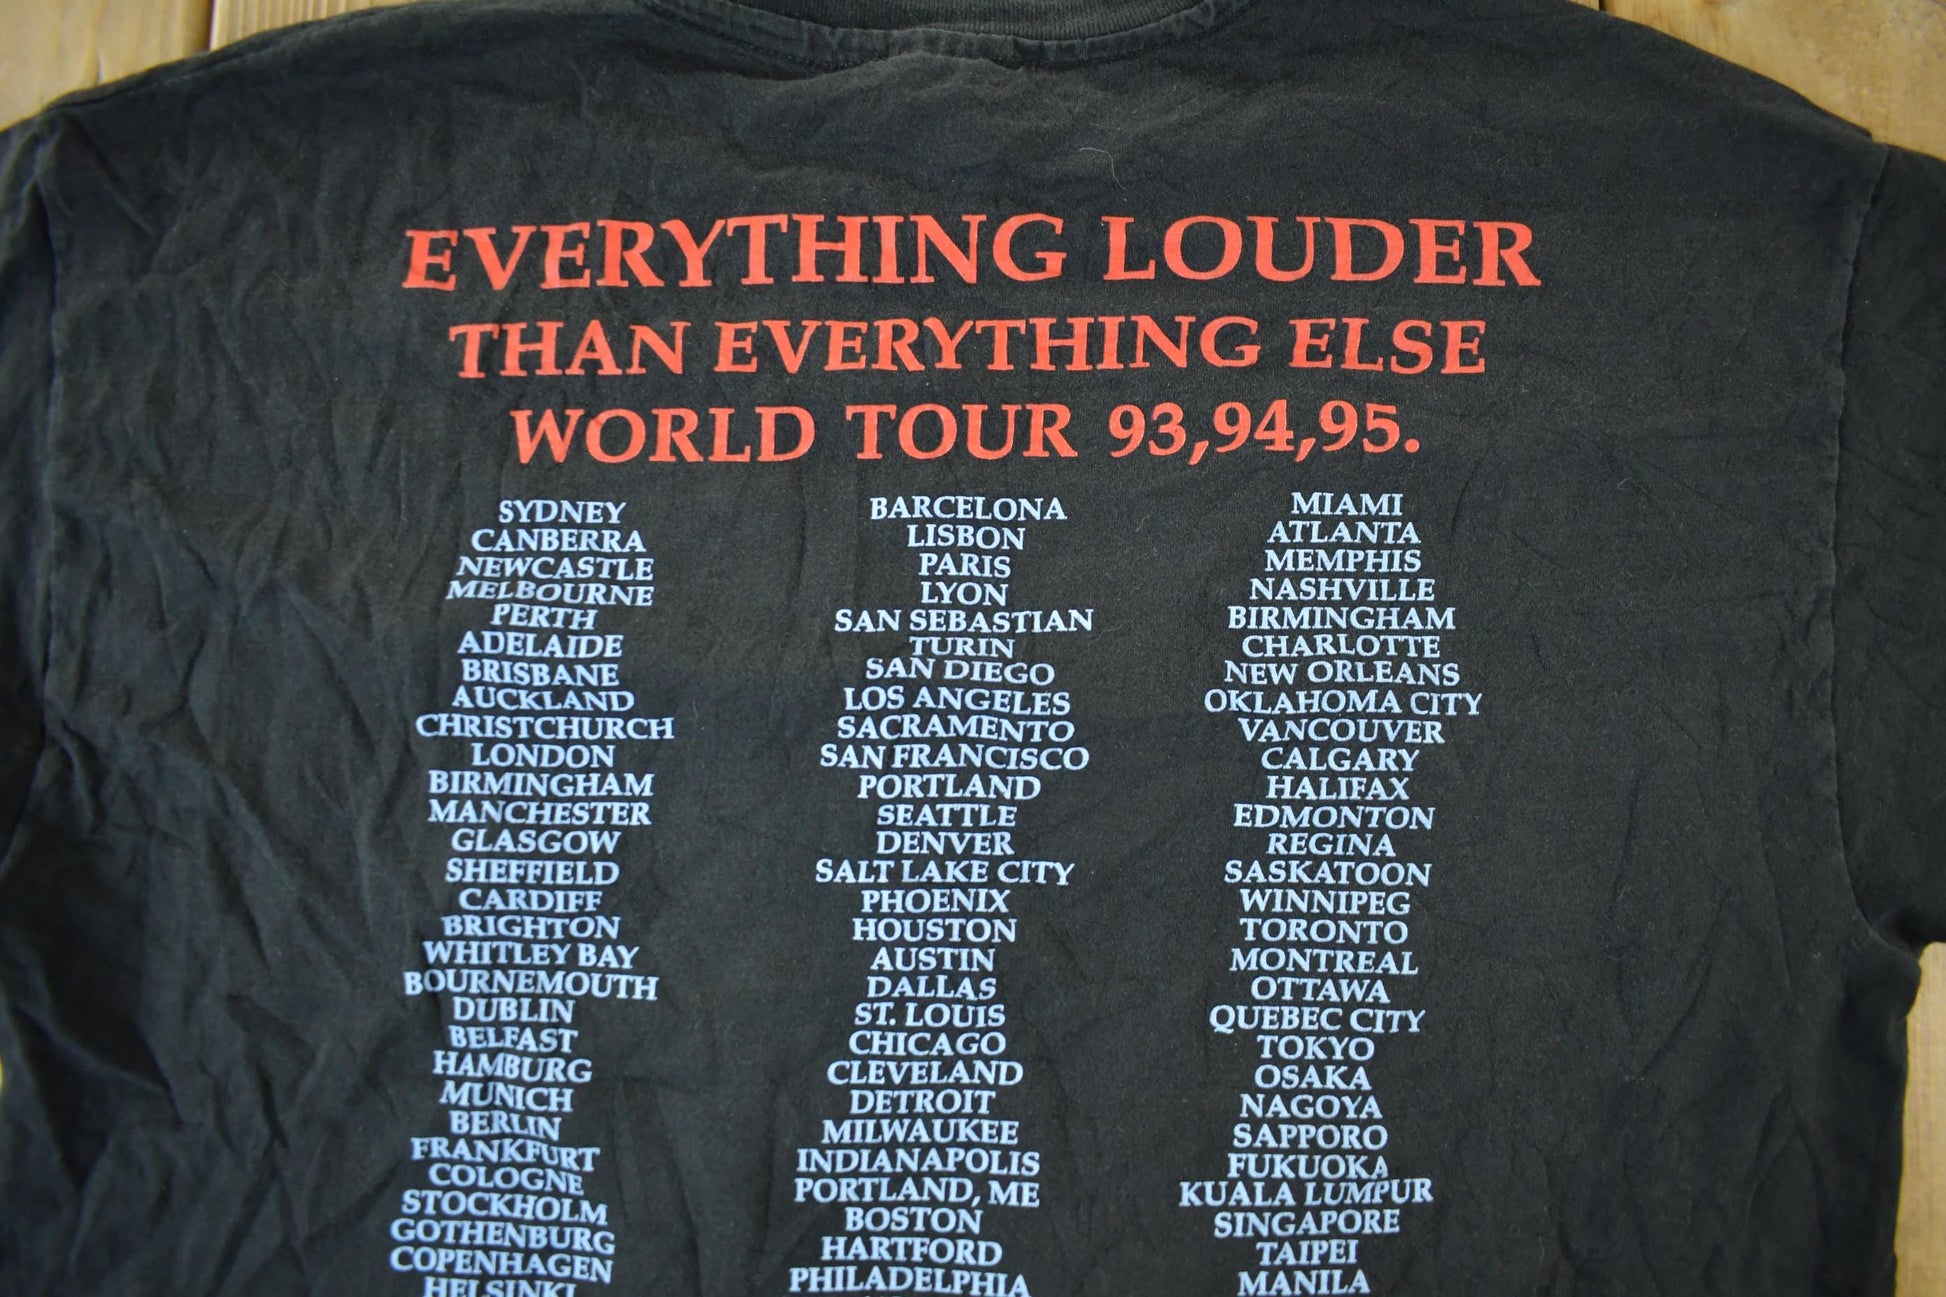 EVERYTHING LOUDER
THAN EVERYTHING ELSE
WORLD TOUR 93,94,95.
SYDNEY
CANBERRA
NEWCASTLE
MELBOURNE
PERTH
ADELAIDE
BRISBANE
AUCKLAND
CHRISTCHURCH
LONDON
BIRMINGHAM
MANCHESTER
GLASGOW
SHEFFIELD
CARDIFF
BRIGHTON
WHITLEY BAY
BOURNEMOUTH
DUBLIN
BELFAST
HAMBURG
MUNICH
BERLIN
FRANKFURT
COLOGNE
STOCKHOLM
GOTHENBURG
COPENHAGEN
HELSINKI
BARCELONA
LISBON
PARIS
LYON
SAN SEBASTIAN
TURIN
SAN DIEGO
LOS ANGELES
SACRAMENTO
SAN FRANCISCO
PORTLAND
SEATTLE
DENVER
SALT LAKE CITY
PHOENIX
HOUSTON
AUSTIN
DALLAS
ST. LOUIS
CHICAGO
CLEVELAND
DETROIT
MILWAUKEE
INDIANAPOLIS
PORTLAND, ME
BOSTON
HARTFORD
PHILADELPHIA
MIAMI
ATLANTA
MEMPHIS
NASHVILLE
BIRMINGHAM
CHARLOTTE
NEW ORLEANS
OKLAHOMA CITY
VANCOUVER
CALGARY
HALIFAX
EDMONTON
REGINA
SASKATOON
WINNIPEG
TORONTO
MONTREAL
OTTAWA
QUEBEC CITY
TOKYO
OSAKA
NAGOYA
SAPPORO
FUKUOKA
KUALA LUMPUR
SINGAPORE
TAIPEI
MANILA